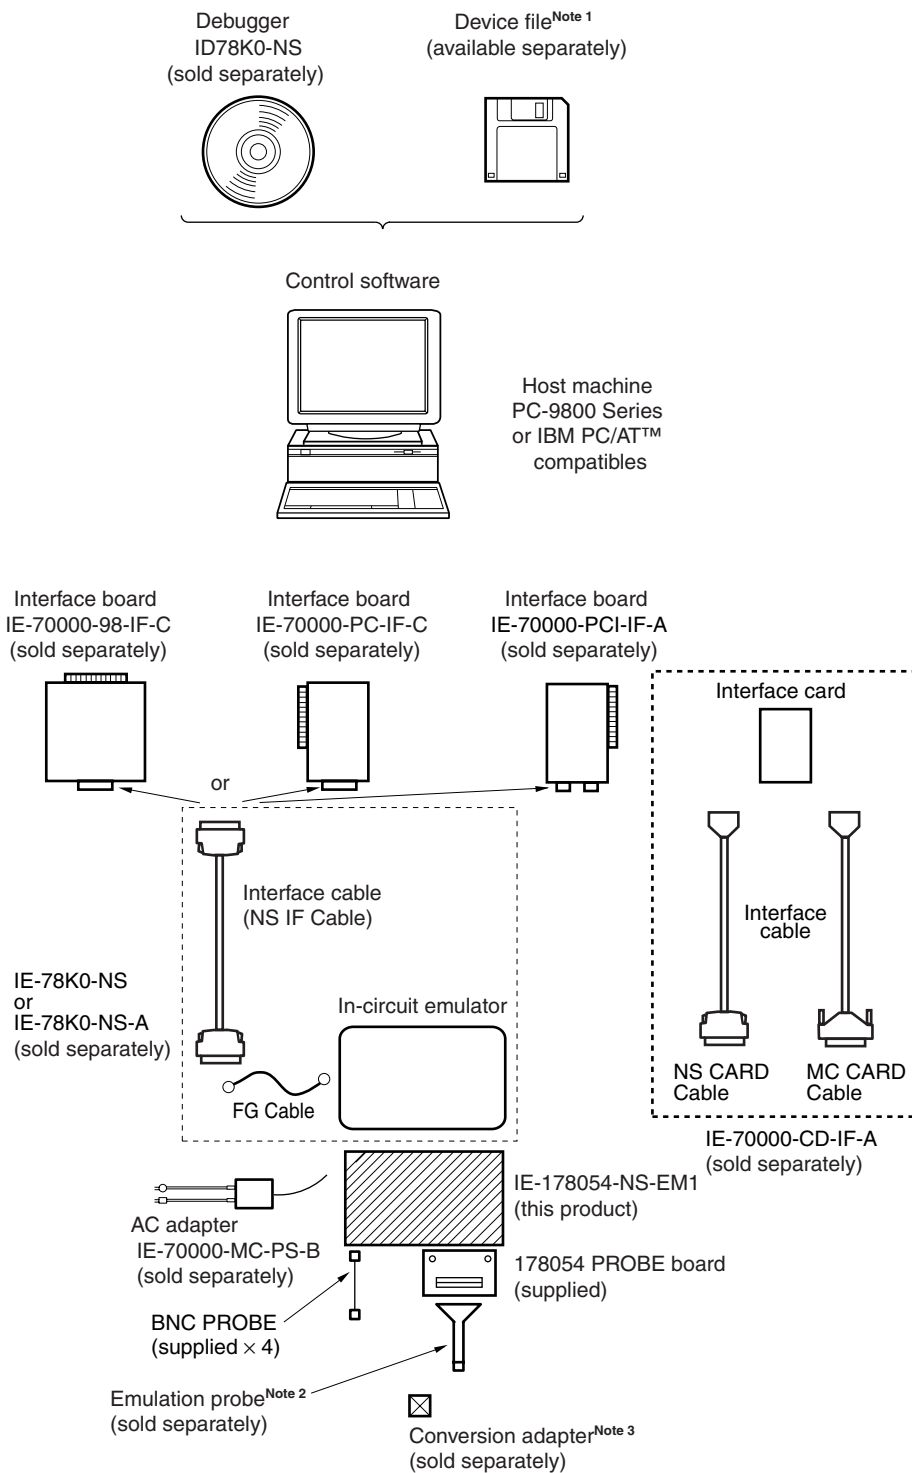 Debugger
ID78K0-NS
(sold separately)
Device fileNote 1
(available separately)
Control software
Host machine
PC-9800 Series
or IBM PC/AT™
compatibles
Interface board
IE-70000-98-IF-C
(sold separately)
Interface board
IE-70000-PC-IF-C
(sold separately)
Interface board
IE-70000-PCI-IF-A
(sold separately)
Interface card
or
Interface cable
(NS IF Cable)
Interface
cable
IE-78K0-NS
or
IE-78K0-NS-A
(sold separately)
In-circuit emulator
FG Cable
NS CARD
Cable
MC CARD
Cable
IE-70000-CD-IF-A
(sold separately)
IE-178054-NS-EM1
(this product)
AC adapter
IE-70000-MC-PS-B
(sold separately)
178054 PROBE board
(supplied)
BNC PROBE
(supplied × 4)
Emulation probeNote 2
(sold separately)
Conversion adapterNote 3
(sold separately)